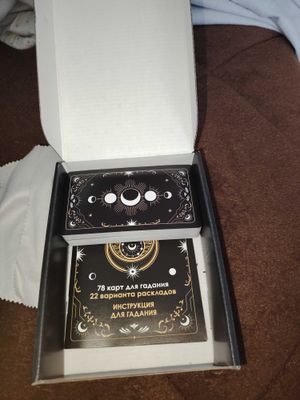 78 карт для гадания
22 варианта раскладов
ИНСТРУКЦИЯ
ДЛЯ ГАДАНИЯ